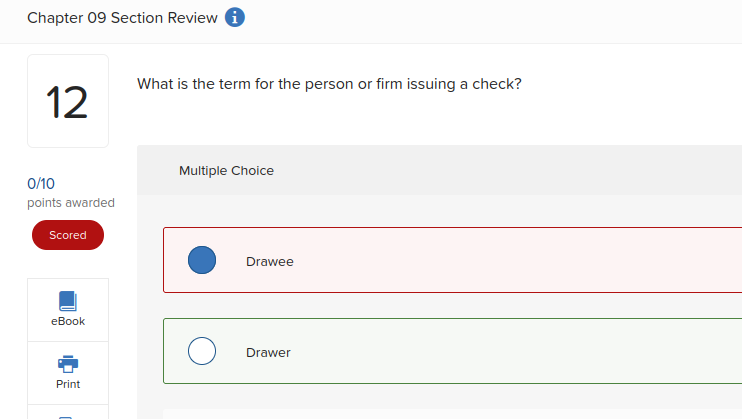 Chapter 09 Section Review
12
What is the term for the person or firm issuing a check?
0/10
points awarded
Scored
Multiple Choice
Drawee
Drawer
eBook
Print